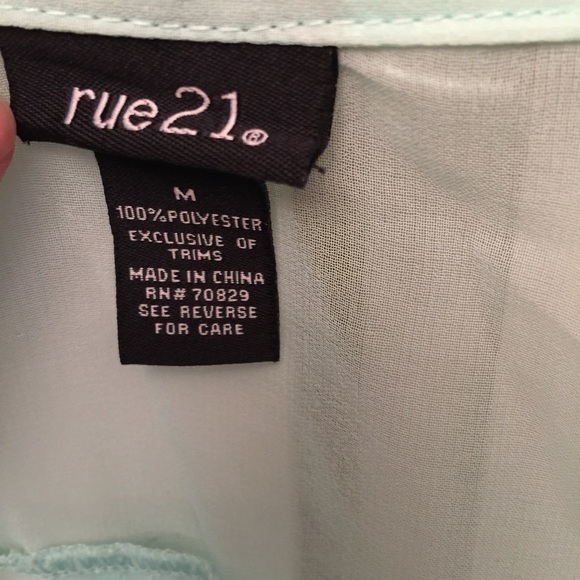 rue21®
M
100%POLYESTER
EXCLUSIVE OF
TRIMS
MADE IN CHINA
RN# 70829
SEE REVERSE
FOR CARE